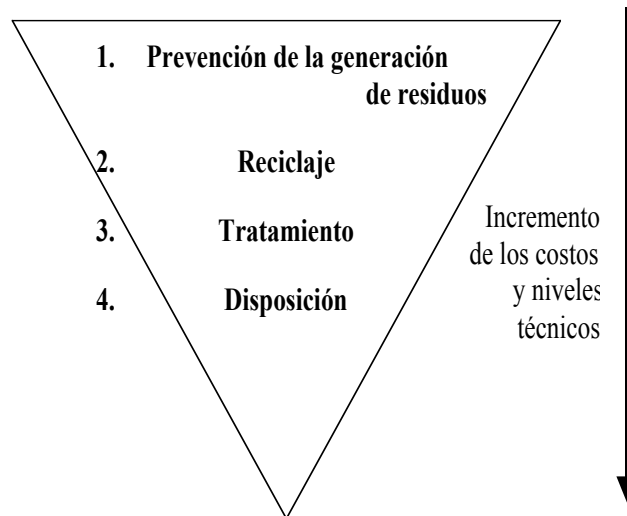 1. Prevención de la generación
de residuos
2. Reciclaje
3. Tratamiento
4. Disposición
Incremento
de los costos
y niveles
técnicos